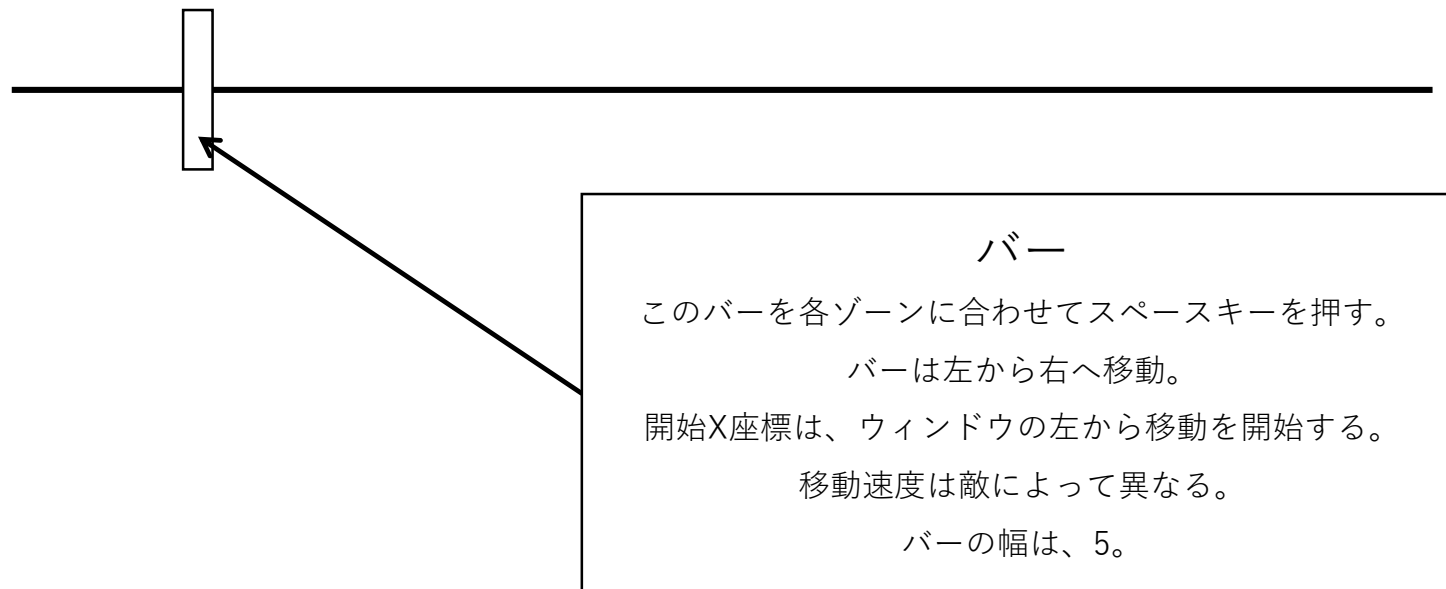 バー
このバーを各ゾーンに合わせてスペースキーを押す。
バーは左から右へ移動。
開始X座標は、ウィンドウの左から移動を開始する。
移動速度は敵によって異なる。
バーの幅は、5。